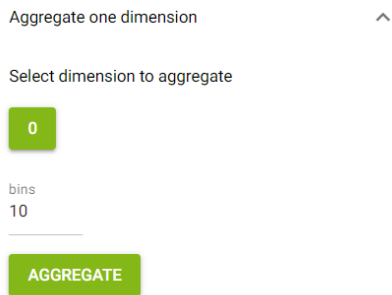 Aggregate one dimension
Select dimension to aggregate
0
bins
10
AGGREGATE